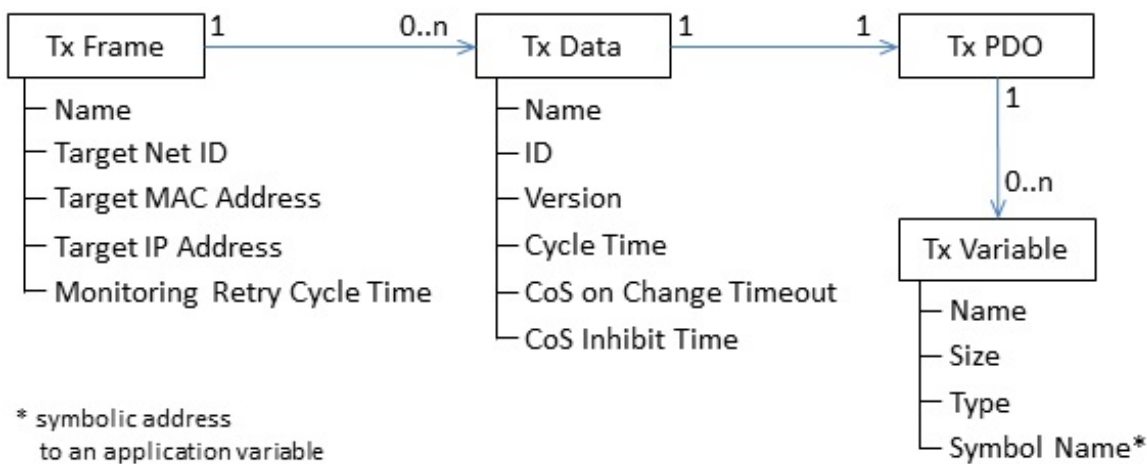 Tx Frame
1
0..n
Tx Data
1
1
Tx PDO
Name
Target Net ID
Target MAC Address
Target IP Address
Monitoring Retry Cycle Time
Name
ID
Version
Cycle Time
CoS on Change Timeout
CoS Inhibit Time
1
0..n
Tx Variable
Name
Size
Type
Symbol Name*
* symbolic address
to an application variable